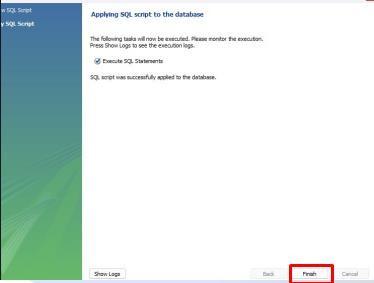 w SQL Script
y SQL Script
Applying SQL script to the database
The following tasks will now be executed. Please monitor the execution.
Press Show Logs to see the execution logs.
Execute SQL Statements
SQL script was successfully applied to the database.
Show Logs
Back
Finish
Cancel